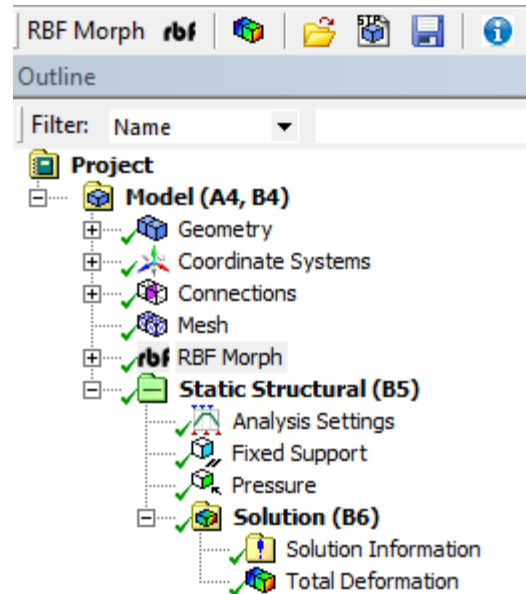 RBF Morph rbf STP
Outline
Filter: Name
Project
Model (A4, B4)
Geometry
Coordinate Systems
Connections
Mesh
rbf RBF Morph
Static Structural (B5)
Analysis Settings
Fixed Support
Pressure
Solution (B6)
Solution Information
Total Deformation